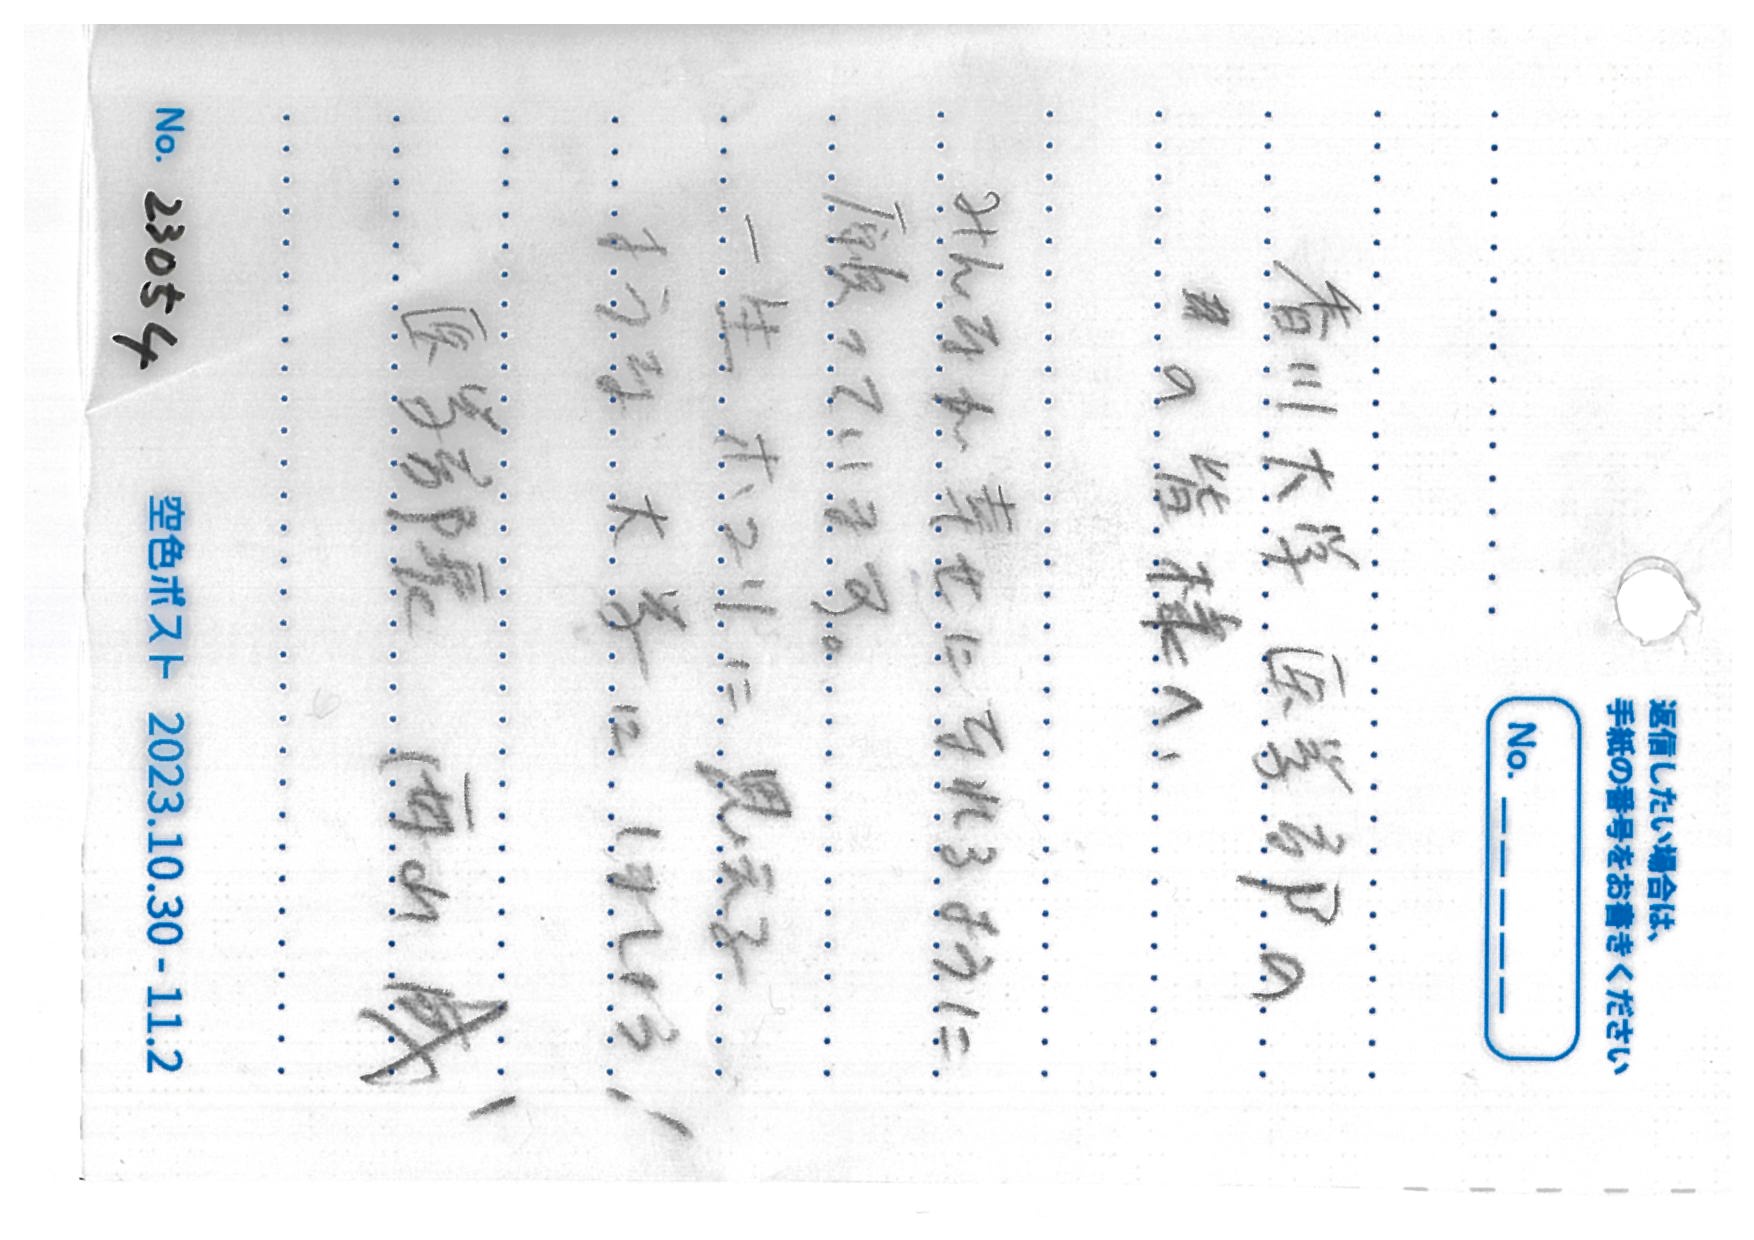 返信したい場合は、
手紙の番号をお書きください
No.
香川大学 医学部の
の皆様へ、
みんなが幸せになれるように
願っています。
一生ホコリに思える
ような大学にしましょう!
医学部長 西山 成
No. 23054
空色ポスト 2023.10.30 - 11.2